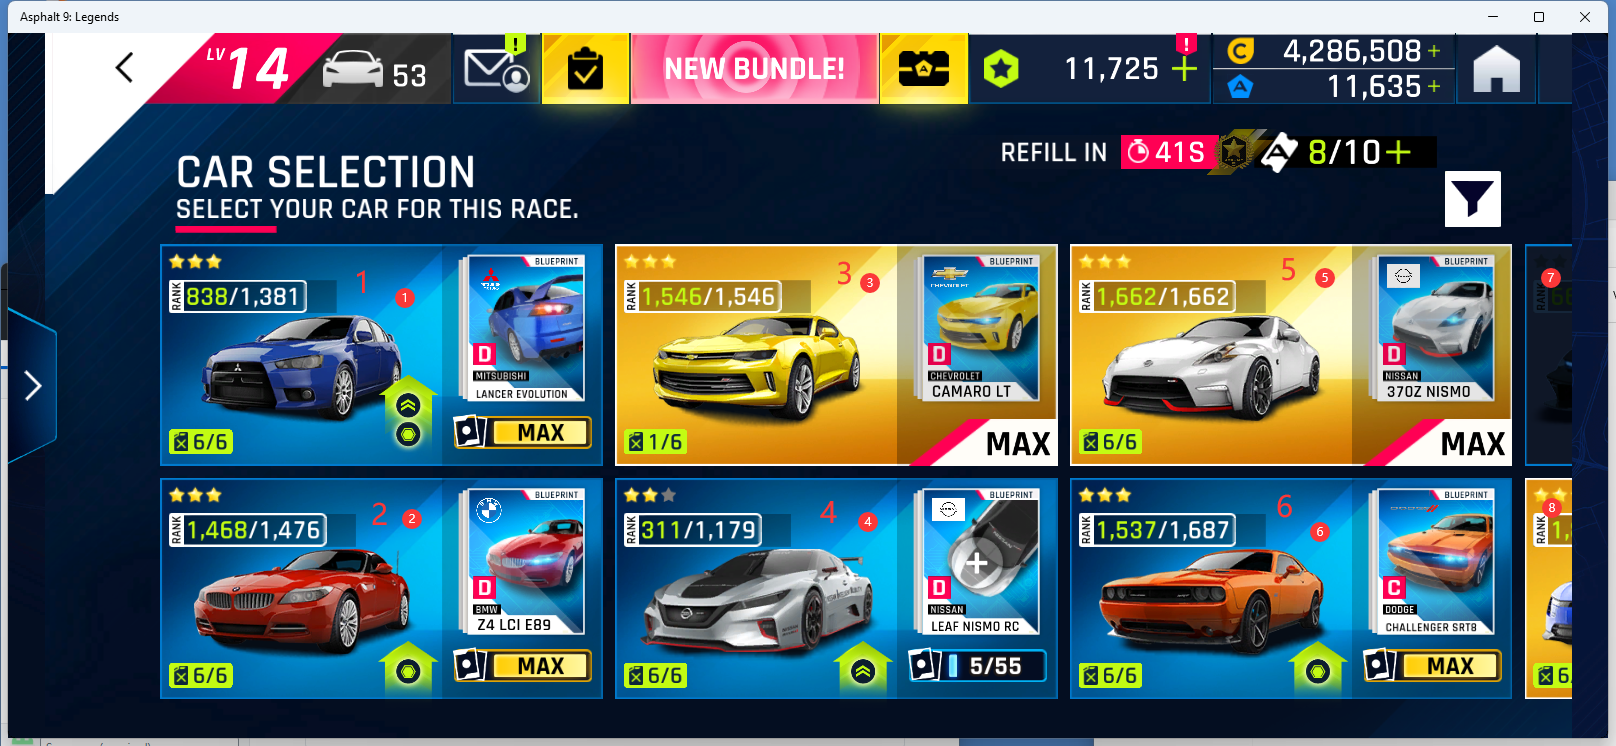 Asphalt 9: Legends
LV 14
53
!
NEW BUNDLE!
11,725 +
!
C 4,286,508 +
A 11,635 +
REFILL IN 41S
8/10 +
CAR SELECTION
SELECT YOUR CAR FOR THIS RACE.
RANK 838/1,381
1
1
BLUEPRINT
D
MITSUBISHI
LANCER EVOLUTION
6/6
MAX
RANK 1,546/1,546
3
3
BLUEPRINT
CHEVROLET
D
CHEVROLET
CAMARO LT
1/6
MAX
RANK 1,662/1,662
5
5
BLUEPRINT
D
NISSAN
370Z NISMO
6/6
MAX
7
RANK
RANK 1,468/1,476
2
2
BLUEPRINT
D
BMW
Z4 LCI E89
6/6
MAX
RANK 311/1,179
4
4
BLUEPRINT
D
NISSAN
LEAF NISMO RC
6/6
5/55
RANK 1,537/1,687
6
6
BLUEPRINT
C
DODGE
CHALLENGER SRT8
6/6
MAX
8
RANK 1,
6